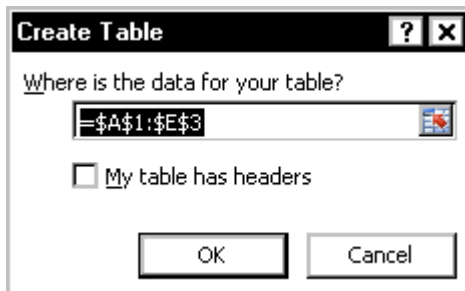 Create Table
Where is the data for your table?
=$A$1:$E$3
My table has headers
OK
Cancel